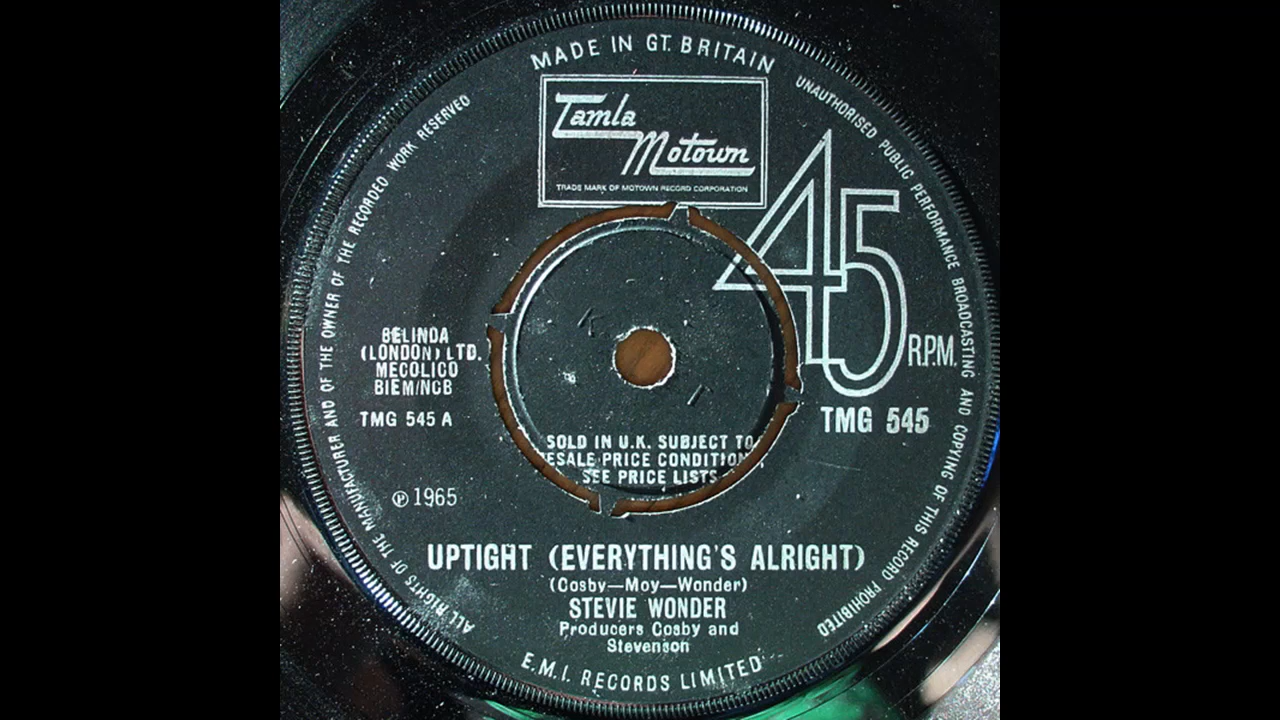 MADE IN GT. BRITAIN
Tamla
Motown
TRADE MARK OF MOTOWN RECORD CORPORATION
ALL RIGHTS OF THE MANUFACTURER AND OF THE OWNER OF THE RECORDED WORK RESERVED
UNAUTHORISED PUBLIC PERFORMANCE BROADCASTING AND COPYING OF THIS RECORD PROHIBITED
45
R.P.M.
BELINDA
(LONDON) LTD.
MECOLICO
BIEM/NCB
TMG 545 A
TMG 545
SOLD IN U.K. SUBJECT TO
ESALE PRICE CONDITION
SEE PRICE LISTS
℗ 1965
UPTIGHT (EVERYTHING'S ALRIGHT)
(Cosby—Moy—Wonder)
STEVIE WONDER
Producers Cosby and
Stevenson
E.M.I. RECORDS LIMITED